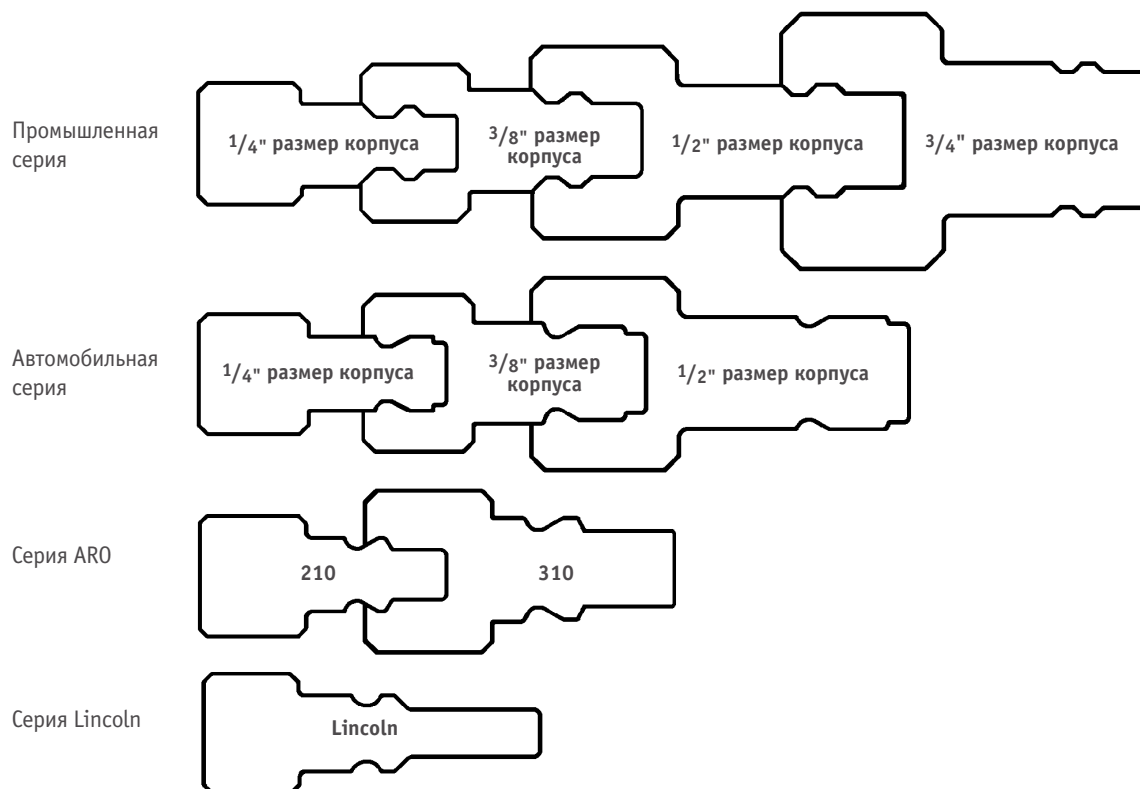 Промышленная
серия
1/4" размер корпуса
3/8" размер
корпуса
1/2" размер корпуса
3/4" размер корпуса
Автомобильная
серия
1/4" размер корпуса
3/8" размер
корпуса
1/2" размер корпуса
Серия ARO
210
310
Серия Lincoln
Lincoln